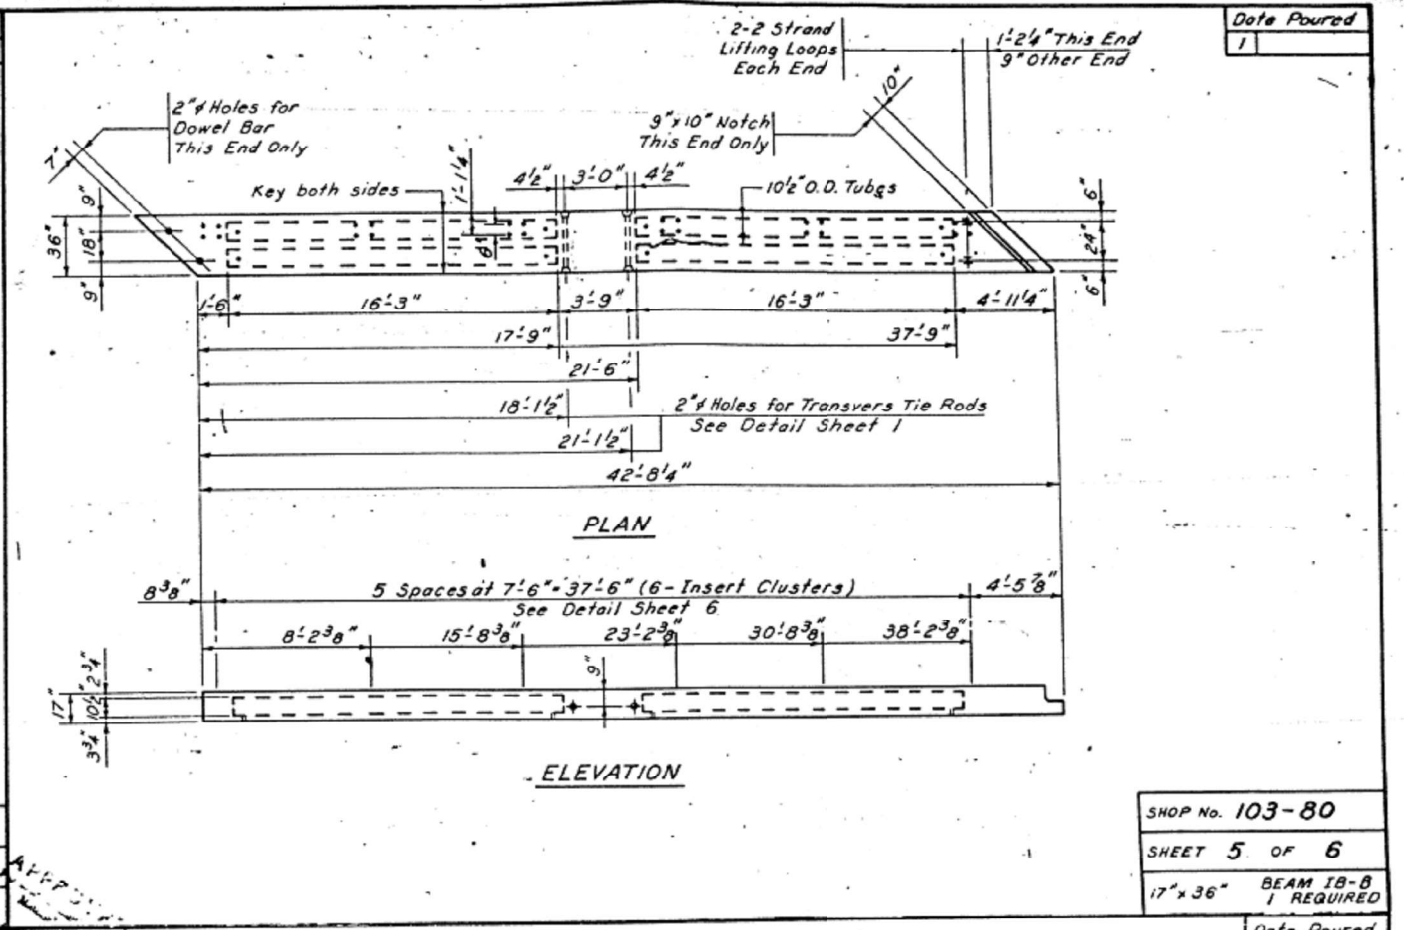 Date Poured
1
2-2 Strand
Lifting Loops
Each End
1'-2¼" This End
9" Other End
10"
2"ø Holes for
Dowel Bar
This End Only
9"x10" Notch
This End Only
7"
Key both sides
1'-1¼"
4½" 3'-0" 4½"
10½" O.D. Tubes
9"
36"
18"
9"
6"
6"
24"
6"
1'-6" 16'-3" 3'-9" 16'-3" 4'-11¼"
17'-9" 37'-9"
21'-6"
18'-1½"
2"ø Holes for Transvers Tie Rods
See Detail Sheet 1
21'-1½"
42'-8¼"
PLAN
8⅜" 5 Spaces at 7'-6" = 37'-6" (6-Insert Clusters) 4'-5⅞"
See Detail Sheet 6
8'-2⅜" 15'-8⅜" 23'-2⅜" 30'-8⅜" 38'-2⅜"
2¾"
17"
10½"
3¾"
9"
ELEVATION
SHOP No. 103-80
SHEET 5 OF 6
17"x36" BEAM IB-B
1 REQUIRED
Date Poured